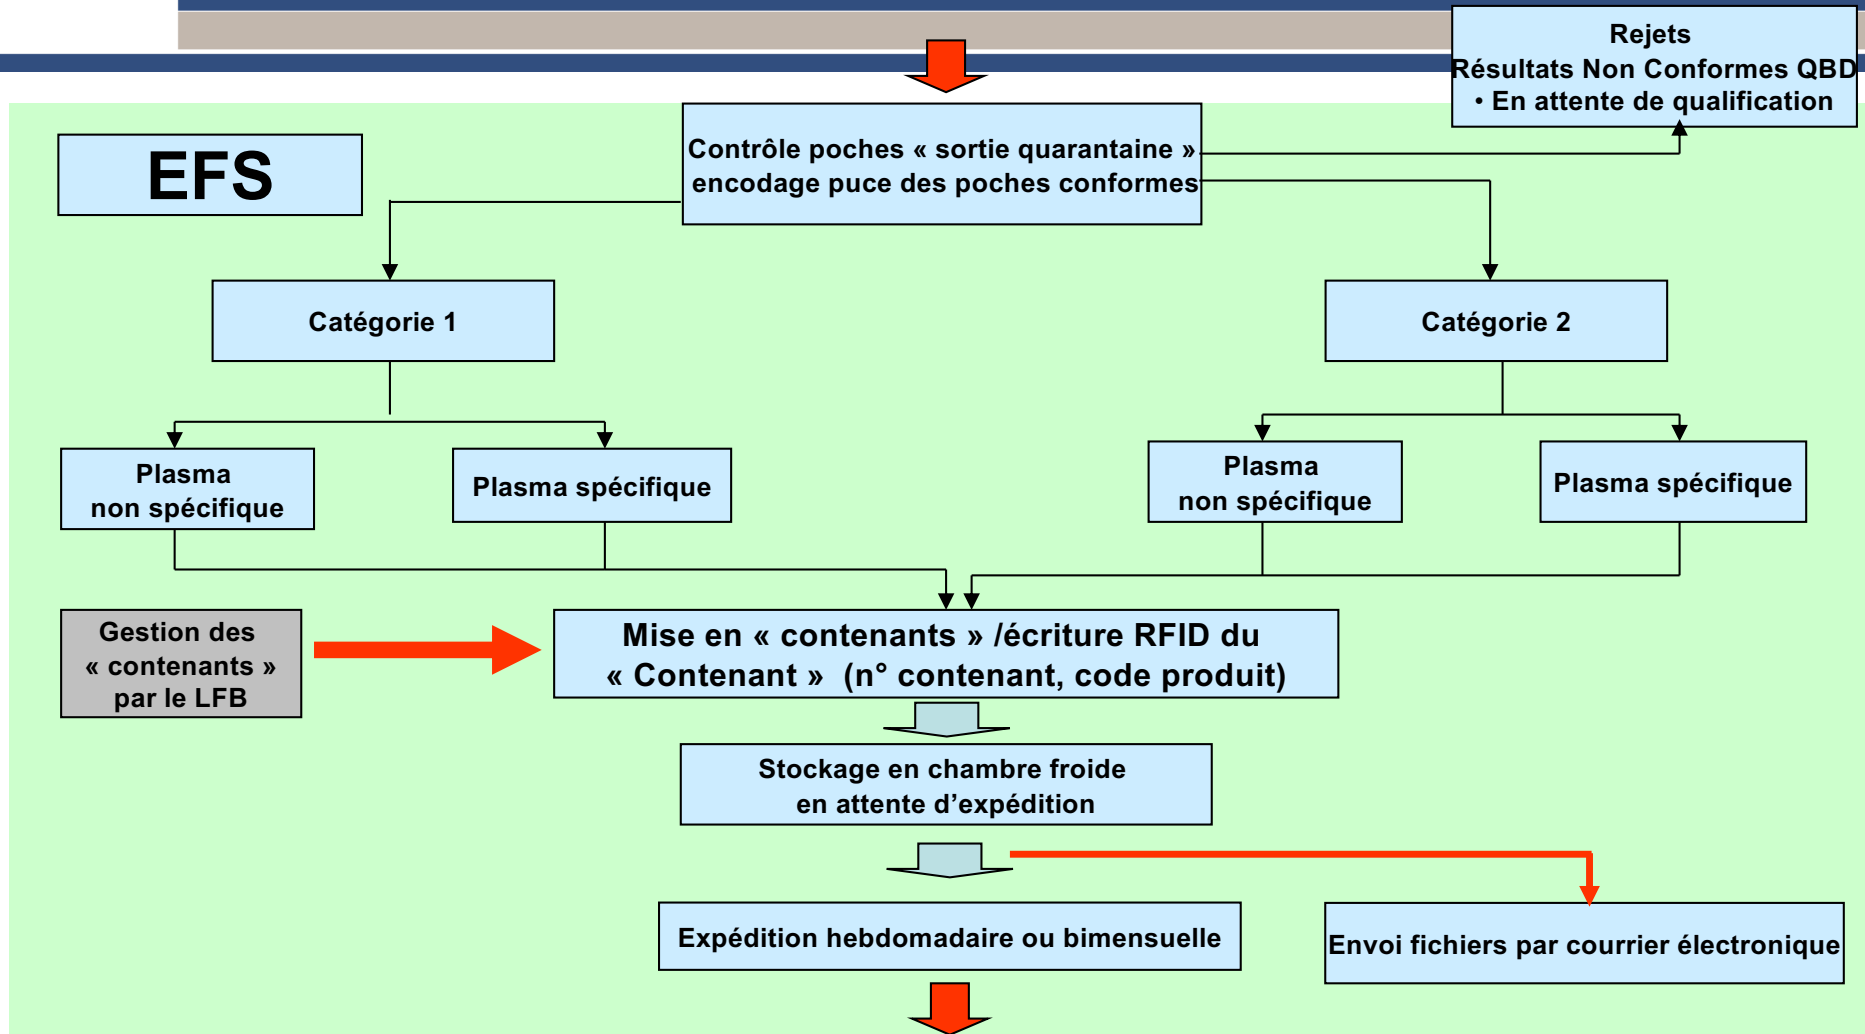 Rejets
Résultats Non Conformes QBD
• En attente de qualification
EFS
Contrôle poches « sortie quarantaine »
encodage puce des poches conformes
Catégorie 1
Catégorie 2
Plasma
non spécifique
Plasma spécifique
Plasma
non spécifique
Plasma spécifique
Gestion des
« contenants »
par le LFB
Mise en « contenants » /écriture RFID du
« Contenant » (n° contenant, code produit)
Stockage en chambre froide
en attente d’expédition
Expédition hebdomadaire ou bimensuelle
Envoi fichiers par courrier électronique